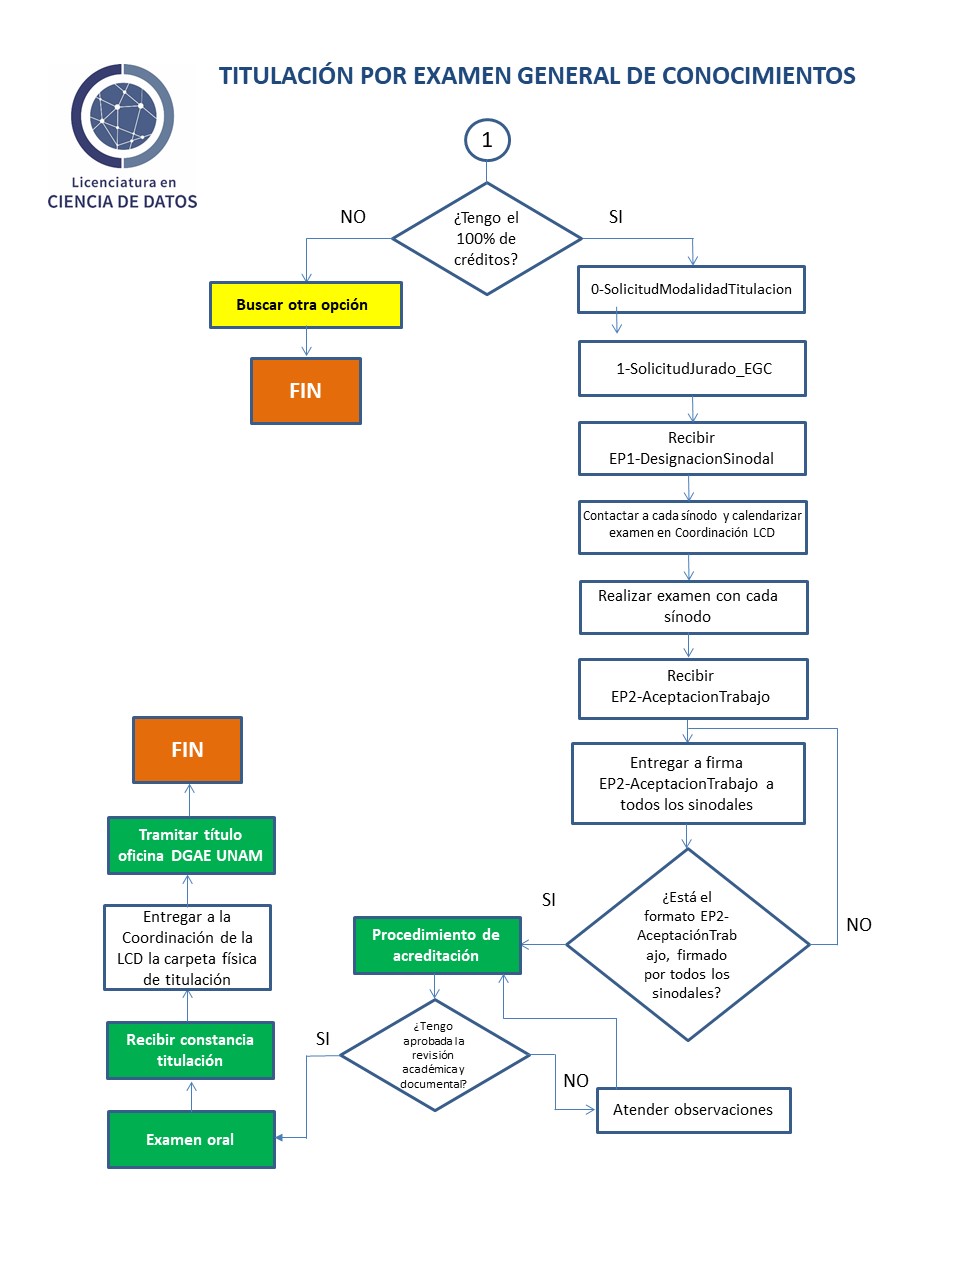 TITULACIÓN POR EXAMEN GENERAL DE CONOCIMIENTOS
Licenciatura en
CIENCIA DE DATOS
1
NO
¿Tengo el
100% de
créditos?
SI
Buscar otra opción
FIN
0-SolicitudModalidadTitulacion
1-SolicitudJurado_EGC
Recibir
EP1-DesignacionSinodal
Contactar a cada sínodo y calendarizar
examen en Coordinación LCD
Realizar examen con cada
sínodo
Recibir
EP2-AceptacionTrabajo
Entregar a firma
EP2-AceptacionTrabajo a
todos los sinodales
¿Está el
formato EP2-
AceptaciónTrab
ajo, firmado
por todos los
sinodales?
NO
SI
Procedimiento de
acreditación
¿Tengo
aprobada la
revisión
académica y
documental?
NO
Atender observaciones
SI
Examen oral
Recibir constancia
titulación
Entregar a la
Coordinación de la
LCD la carpeta física
de titulación
Tramitar título
oficina DGAE UNAM
FIN